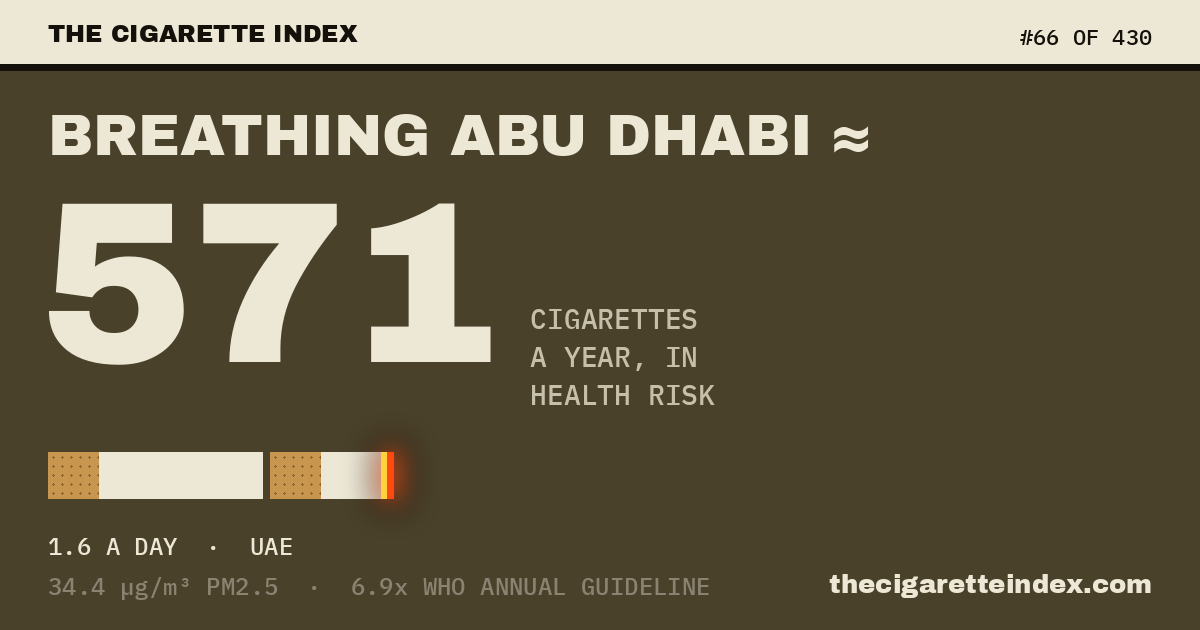 THE CIGARETTE INDEX
#66 OF 430
BREATHING ABU DHABI ≈
571
CIGARETTES
A YEAR, IN
HEALTH RISK
1.6 A DAY · UAE
34.4 µg/m³ PM2.5 · 6.9x WHO ANNUAL GUIDELINE
thecigaretteindex.com